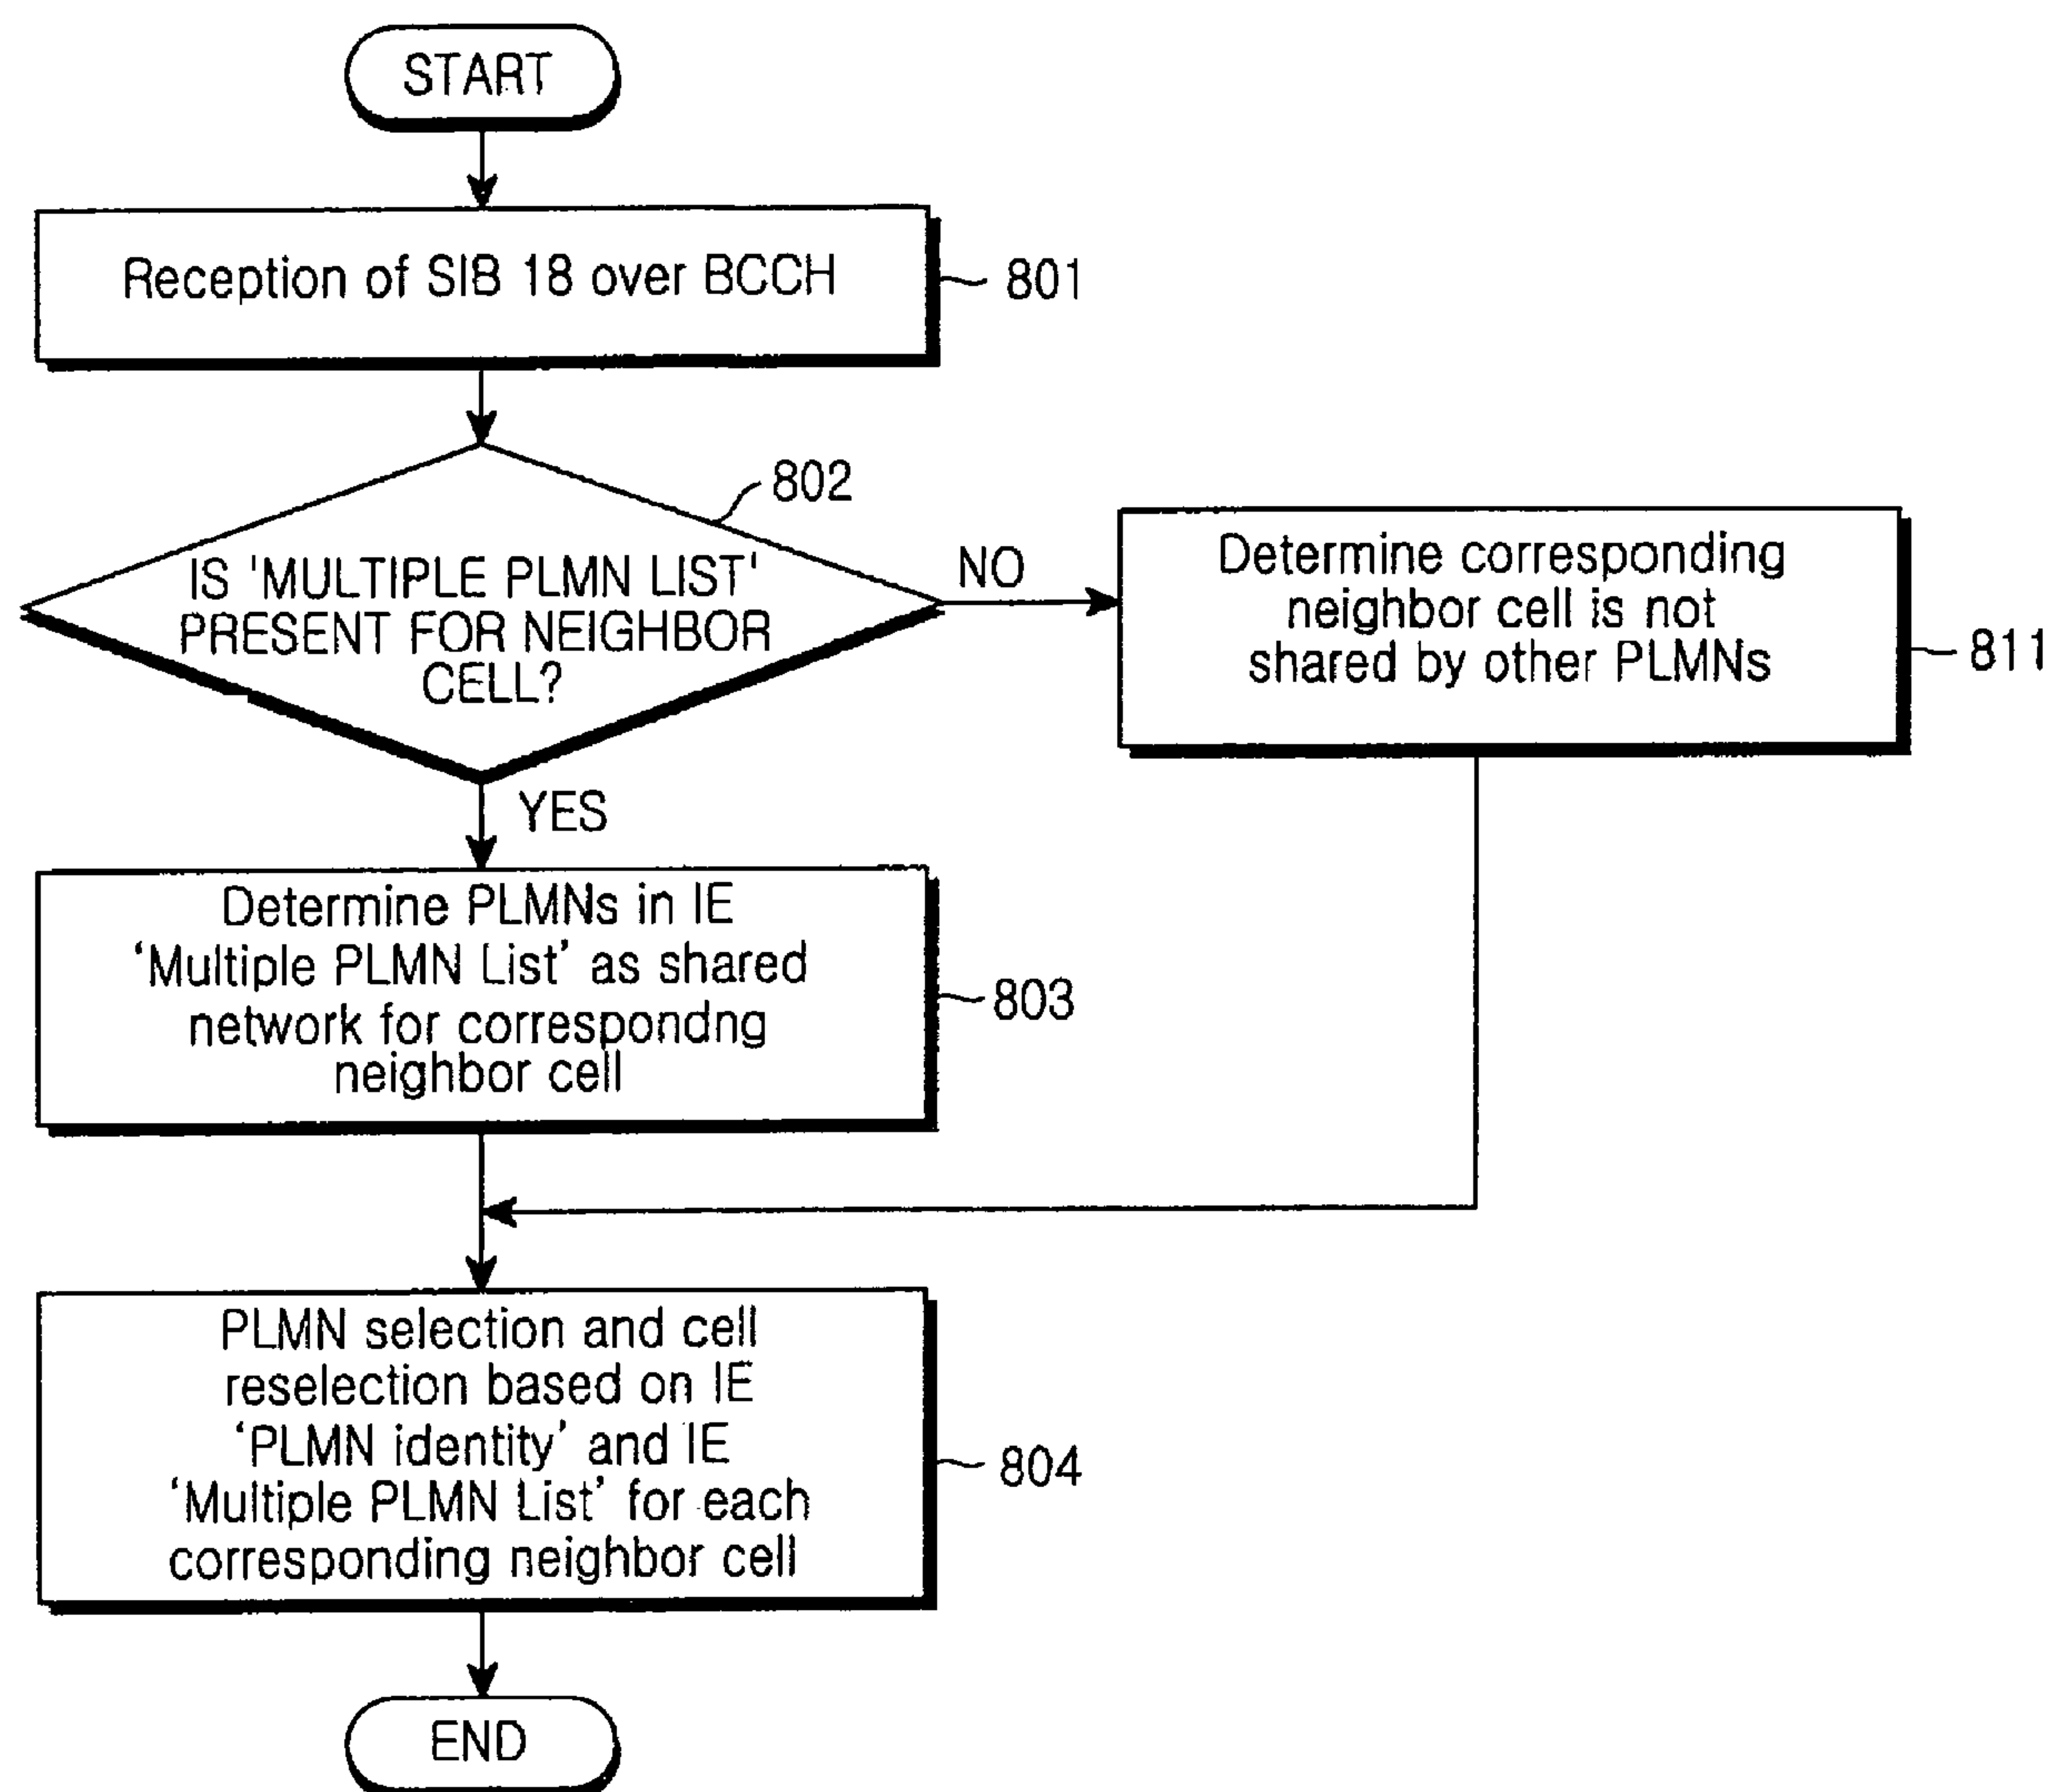 START
Reception of SIB 18 over BCCH
801
802
IS 'MULTIPLE PLMN LIST'
PRESENT FOR NEIGHBOR
CELL?
NO
Determine corresponding
neighbor cell is not
shared by other PLMNs
811
YES
Determine PLMNs in IE
‘Multiple PLMN List’ as shared
network for correspondng
neighbor cell
803
PLMN selection and cell
reselection based on IE
‘PLMN identity’ and IE
‘Multiple PLMN List’ for each
corresponding neighbor cell
804
END